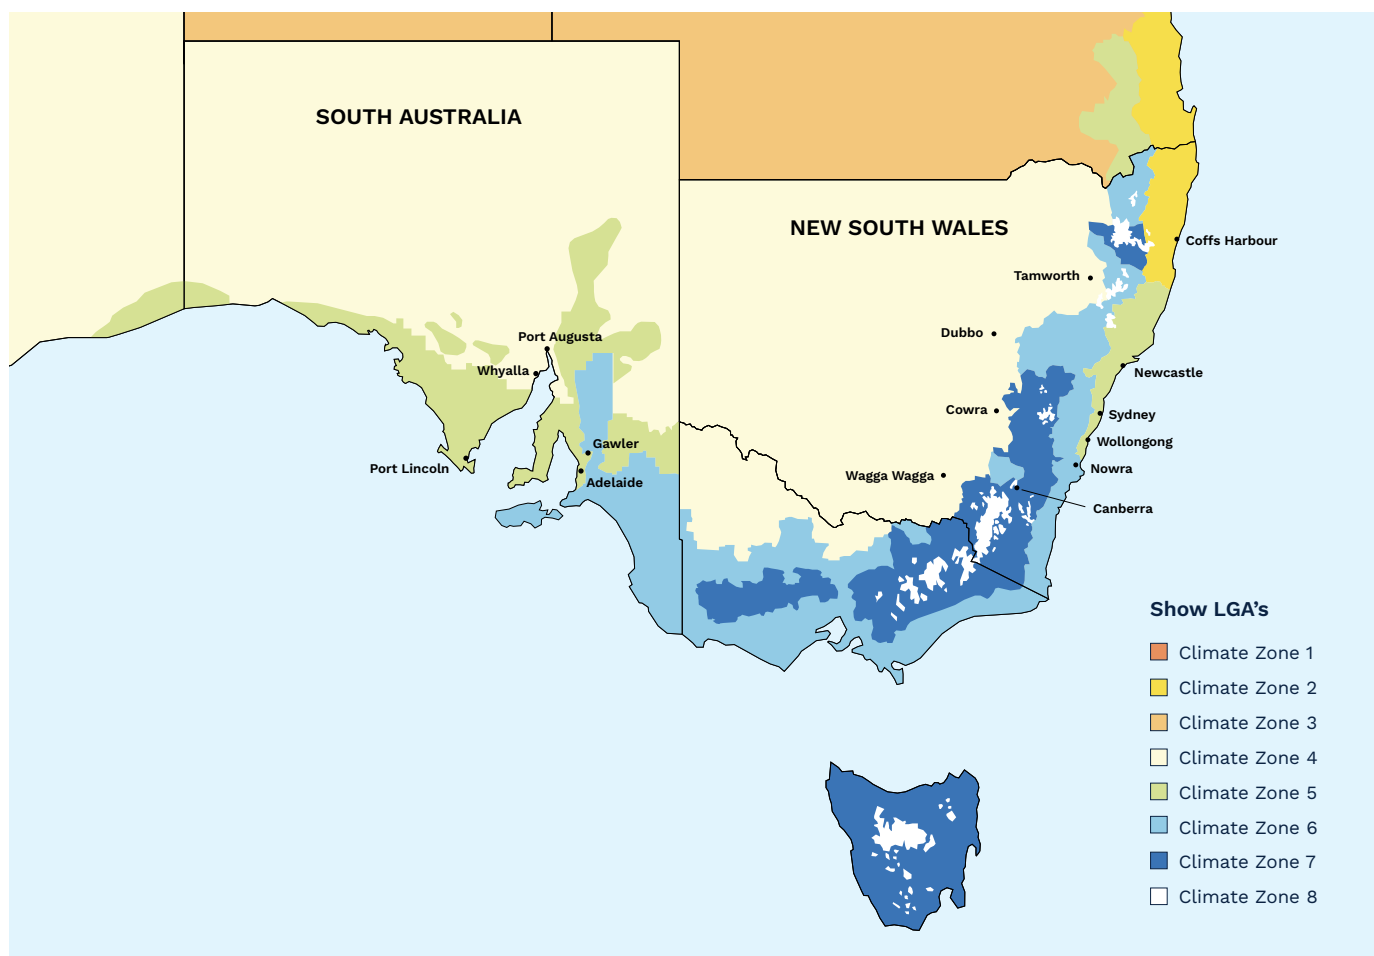 SOUTH AUSTRALIA
NEW SOUTH WALES
Coffs Harbour
Tamworth
Dubbo
Port Augusta
Whyalla
Newcastle
Cowra
Sydney
Wollongong
Gawler
Port Lincoln
Nowra
Wagga Wagga
Adelaide
Canberra
Show LGA’s
Climate Zone 1
Climate Zone 2
Climate Zone 3
Climate Zone 4
Climate Zone 5
Climate Zone 6
Climate Zone 7
Climate Zone 8